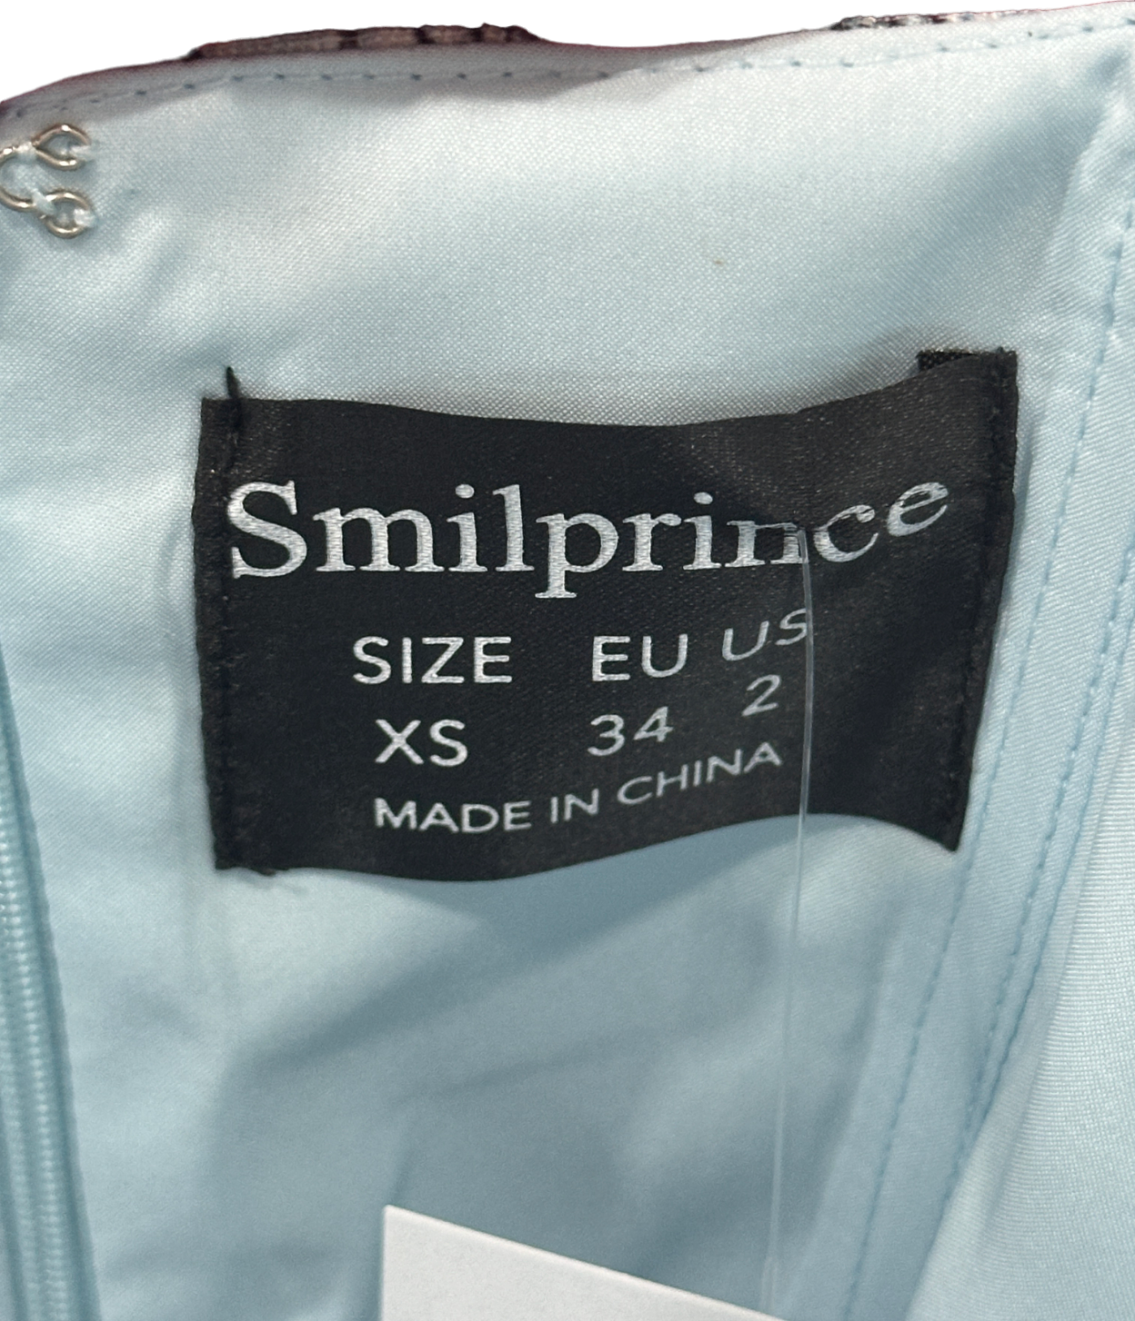 Smilprince
SIZE EU US
XS 34 2
MADE IN CHINA